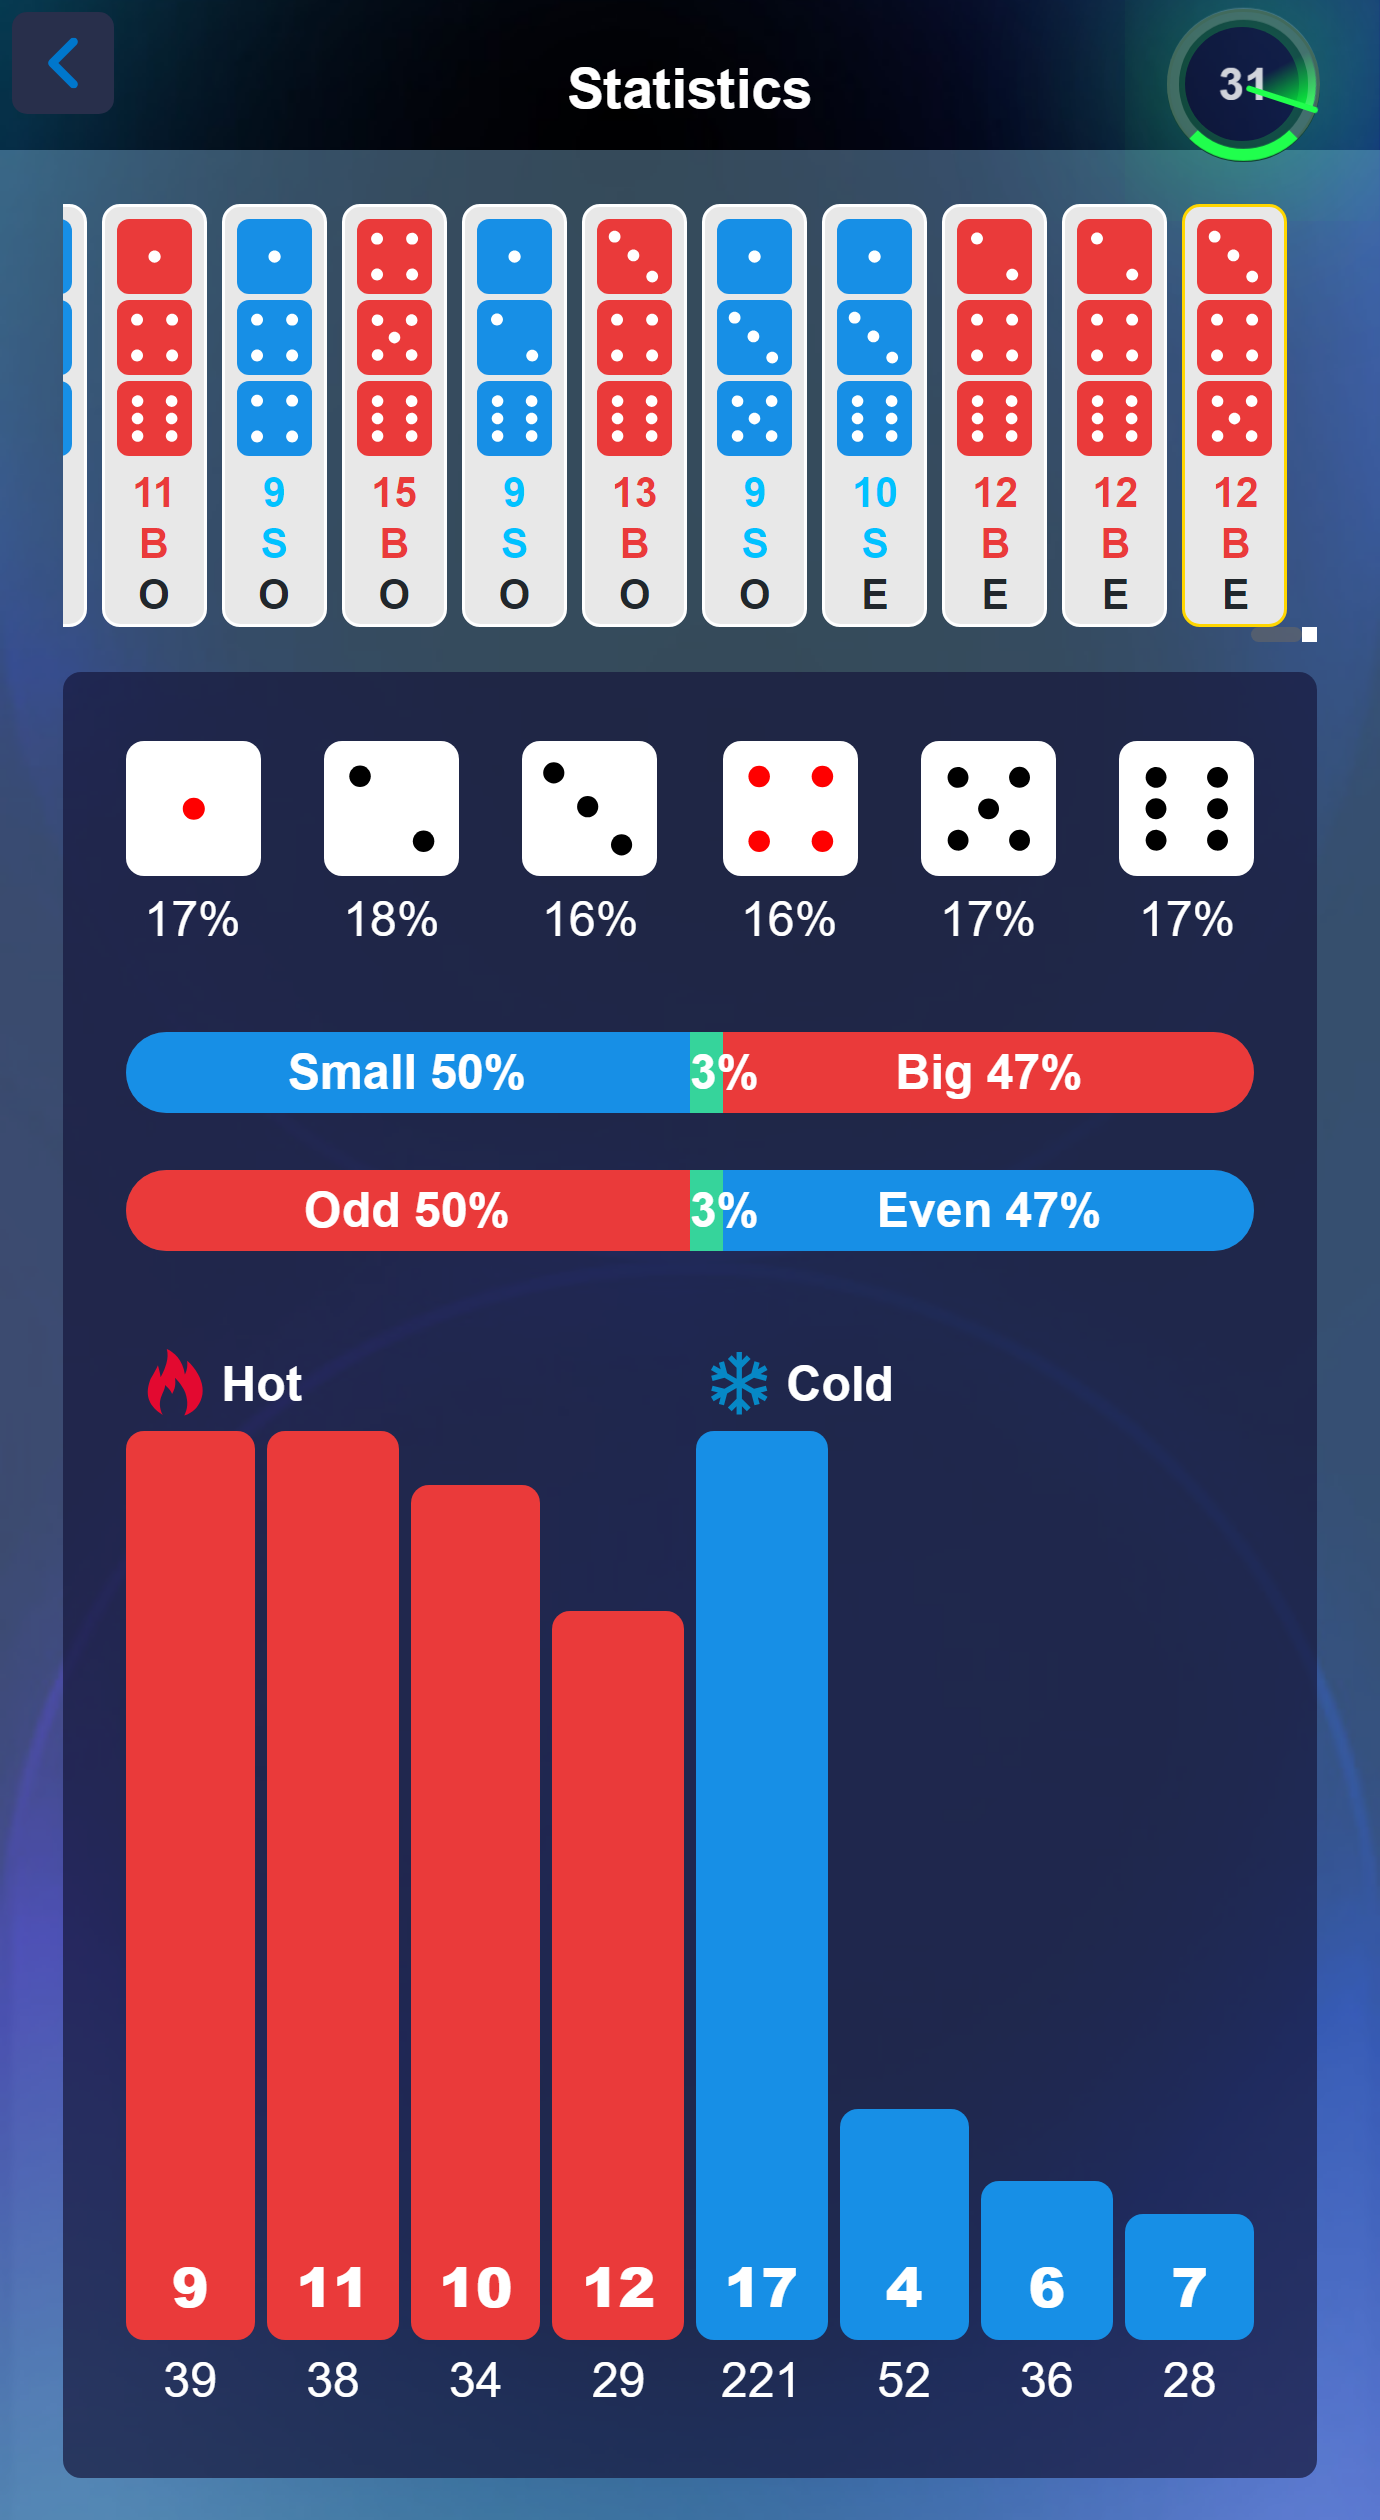 Statistics
31
11 9 15 9 13 9 10 12 12 12
B S B S B S S B B B
O O O O O O E E E E
17% 18% 16% 16% 17% 17%
Small 50% 3% Big 47%
Odd 50% 3% Even 47%
Hot Cold
9 11 10 12 17 4 6 7
39 38 34 29 221 52 36 28